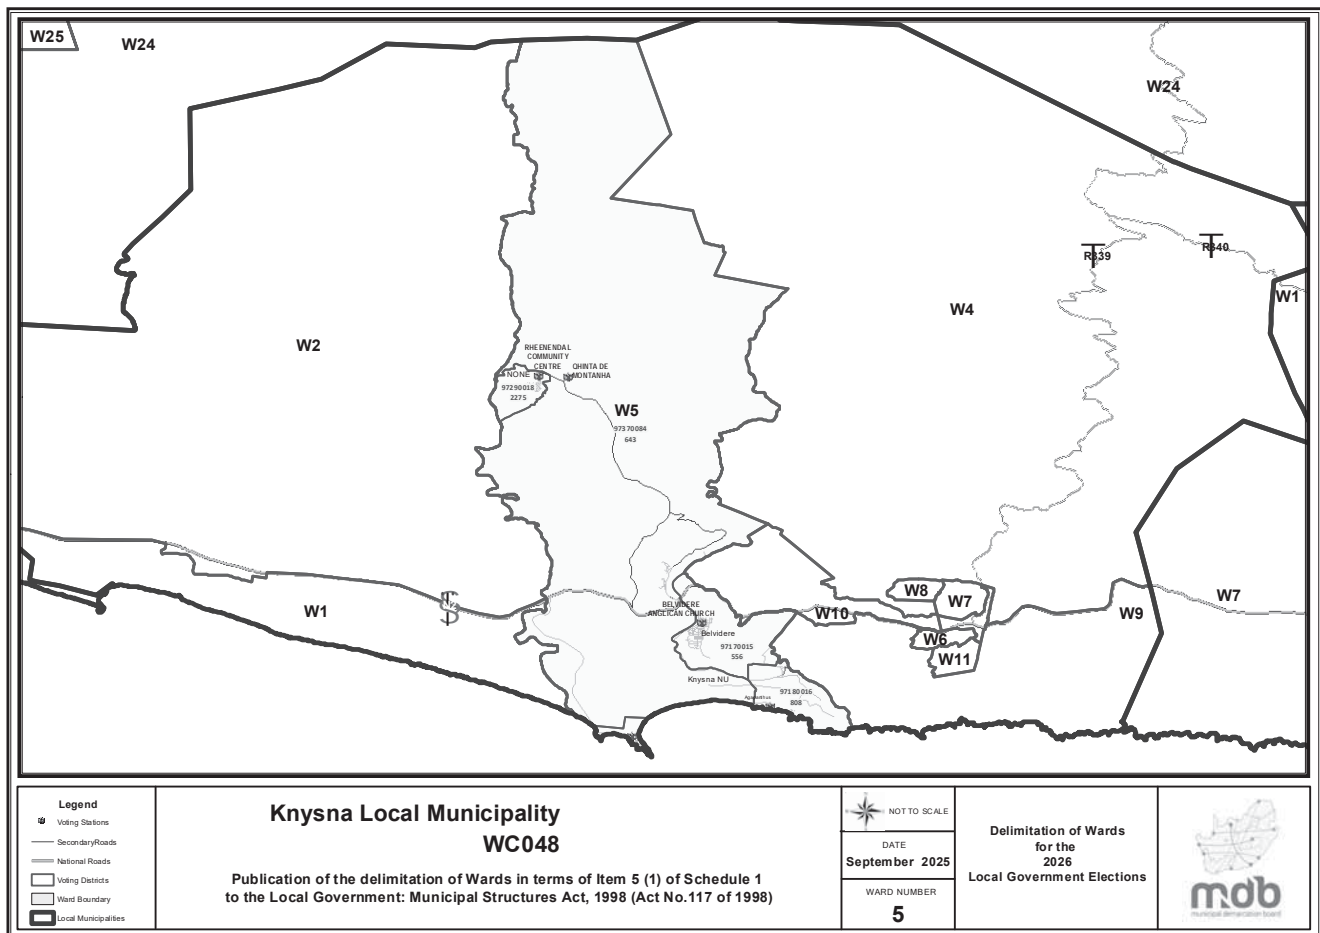 W25
W24
W24
R339
R340
W1
W4
W2
RHEENENDAL
COMMUNITY
CENTRE
QHINTA DE
MONTANHA
NONE
97290018
2275
W5
97370084
643
W1
BELVIDERE
ANGLICAN CHURCH
Belvidere
97170015
556
Knysna NU
97180016
808
W10
W8
W7
W6
W11
W9
W7
Legend
Voting Stations
SecondaryRoads
National Roads
Voting Districts
Ward Boundary
Local Municipalities
Knysna Local Municipality
WC048
Publication of the delimitation of Wards in terms of Item 5 (1) of Schedule 1
to the Local Government: Municipal Structures Act, 1998 (Act No.117 of 1998)
NOT TO SCALE
DATE
September 2025
WARD NUMBER
5
Delimitation of Wards
for the
2026
Local Government Elections
mdb
municipal demarcation board